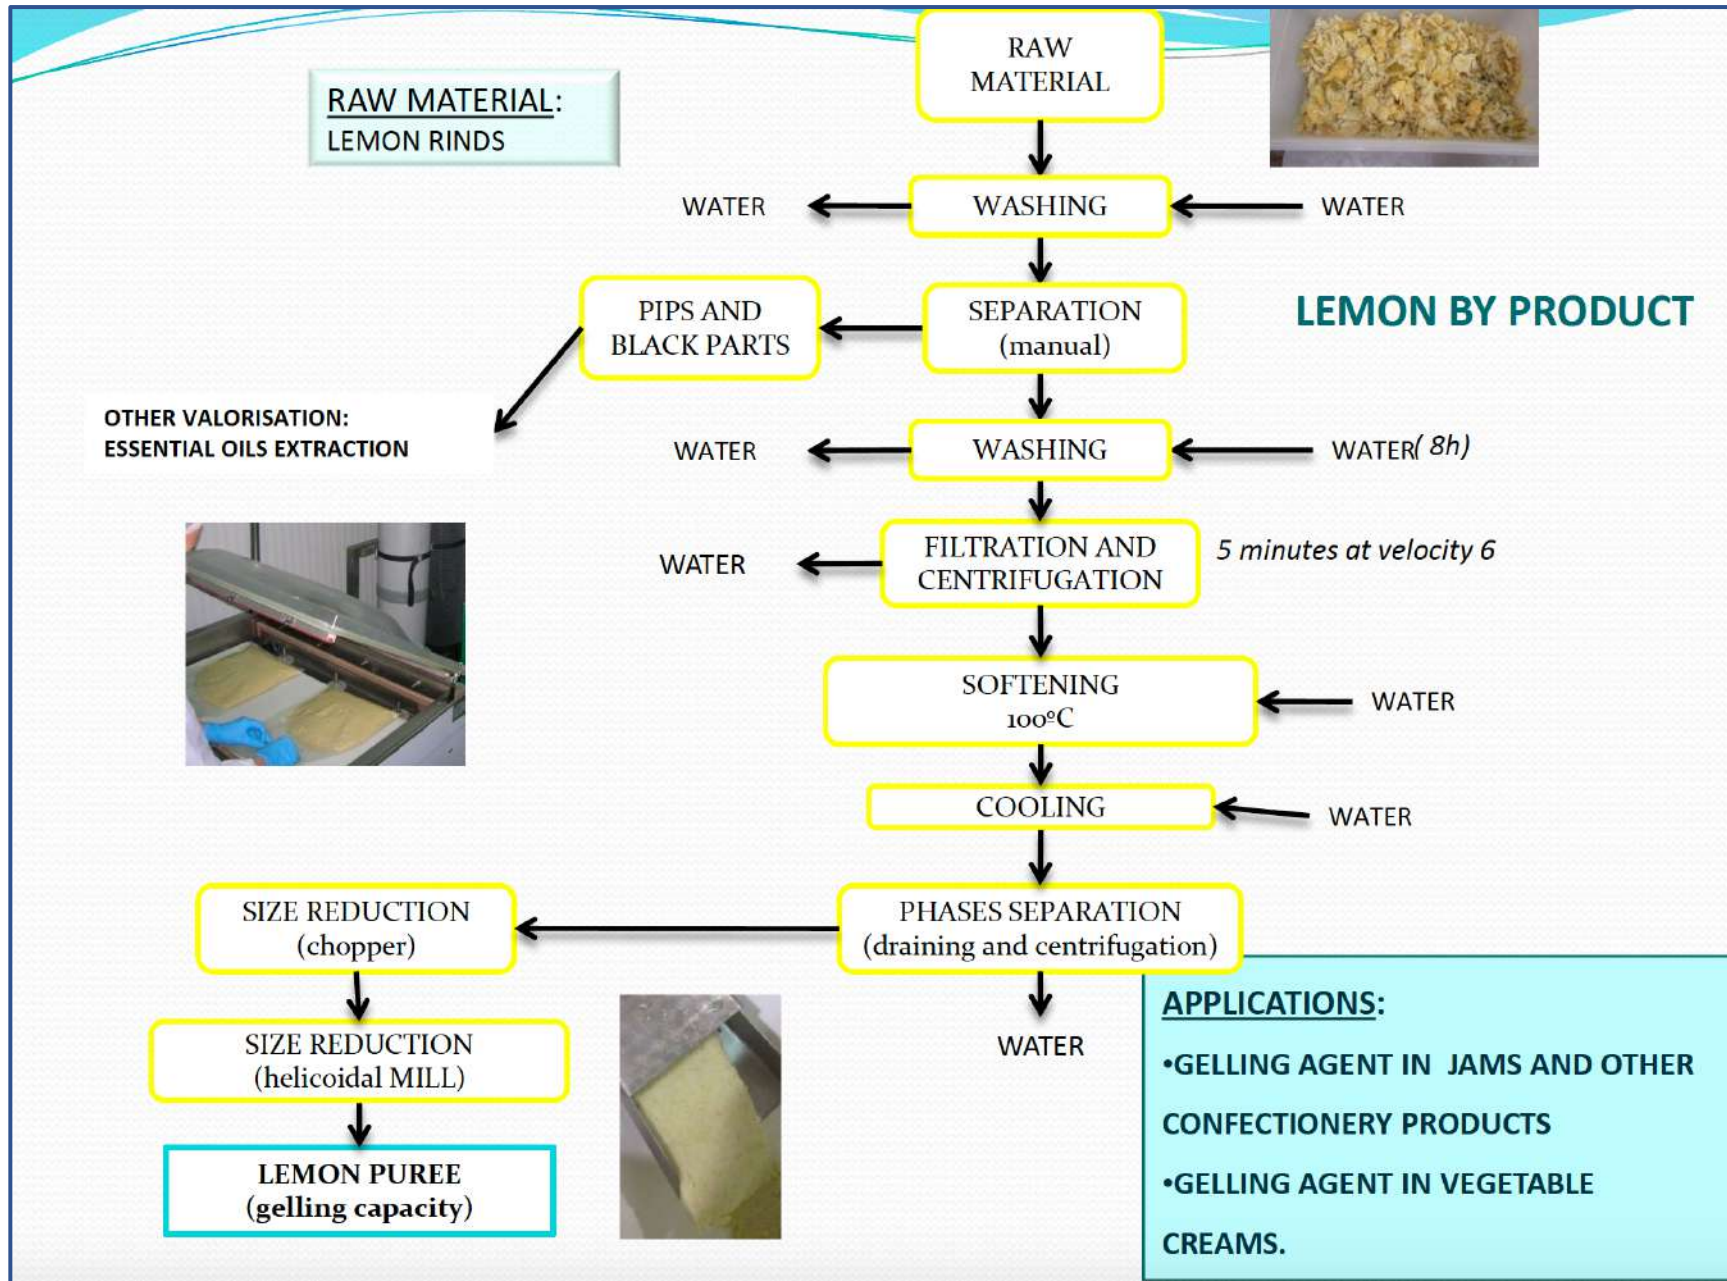 RAW
MATERIAL
RAW MATERIAL:
LEMON RINDS
WATER
WASHING
WATER
PIPS AND
BLACK PARTS
SEPARATION
(manual)
LEMON BY PRODUCT
OTHER VALORISATION:
ESSENTIAL OILS EXTRACTION
WATER
WASHING
WATER( 8h)
WATER
FILTRATION AND
CENTRIFUGATION
5 minutes at velocity 6
SOFTENING
100ºC
WATER
COOLING
WATER
SIZE REDUCTION
(chopper)
PHASES SEPARATION
(draining and centrifugation)
WATER
SIZE REDUCTION
(helicoidal MILL)
LEMON PUREE
(gelling capacity)
APPLICATIONS:
•GELLING AGENT IN JAMS AND OTHER
CONFECTIONERY PRODUCTS
•GELLING AGENT IN VEGETABLE
CREAMS.